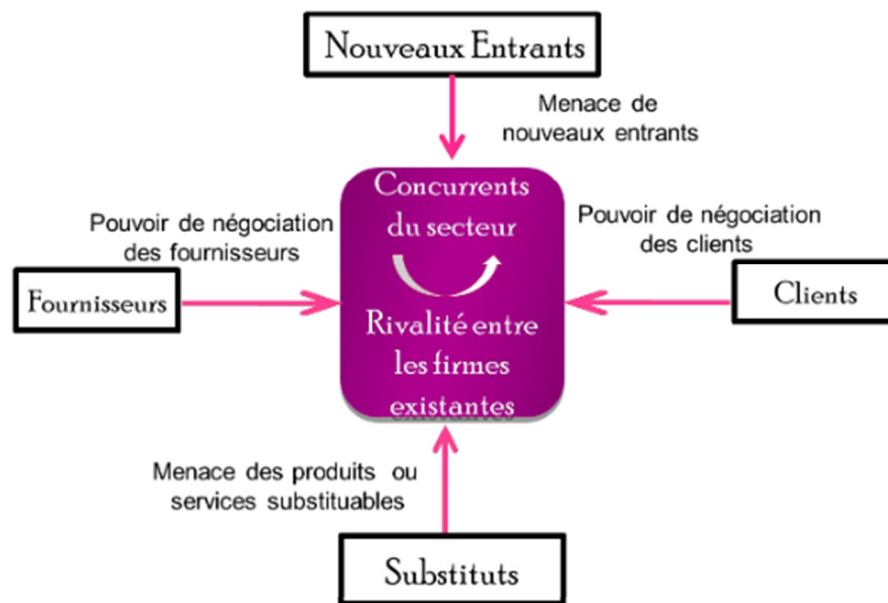 Nouveaux Entrants
Menace de
nouveaux entrants
Concurrents
du secteur
Rivalité entre
les firmes
existantes
Pouvoir de négociation
des fournisseurs
Fournisseurs
Pouvoir de négociation
des clients
Clients
Menace des produits ou
services substituables
Substituts